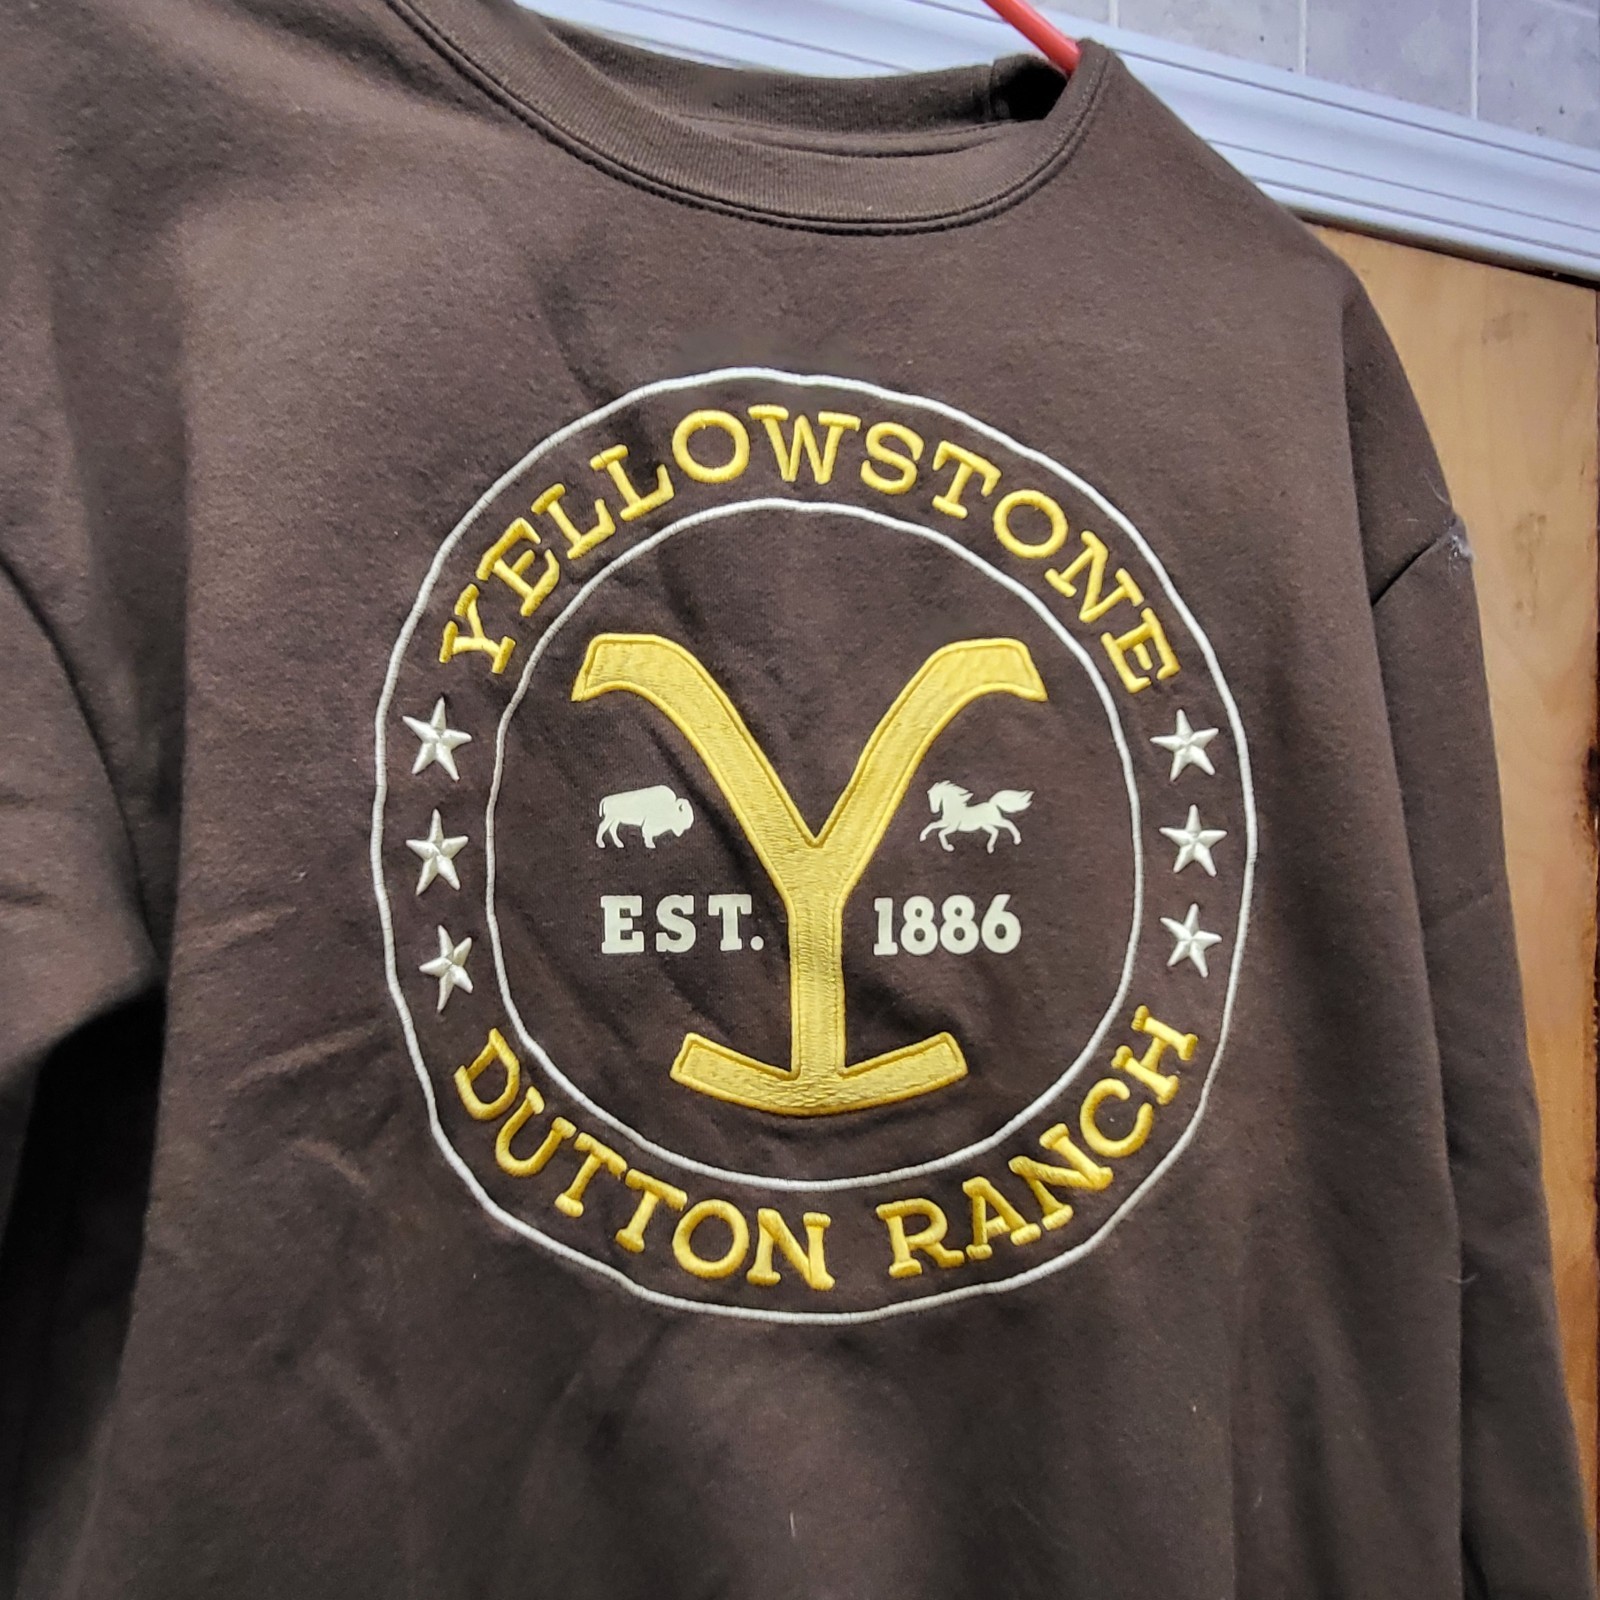 YELLOWSTONE
Y
EST. 1886
DUTTON RANCH